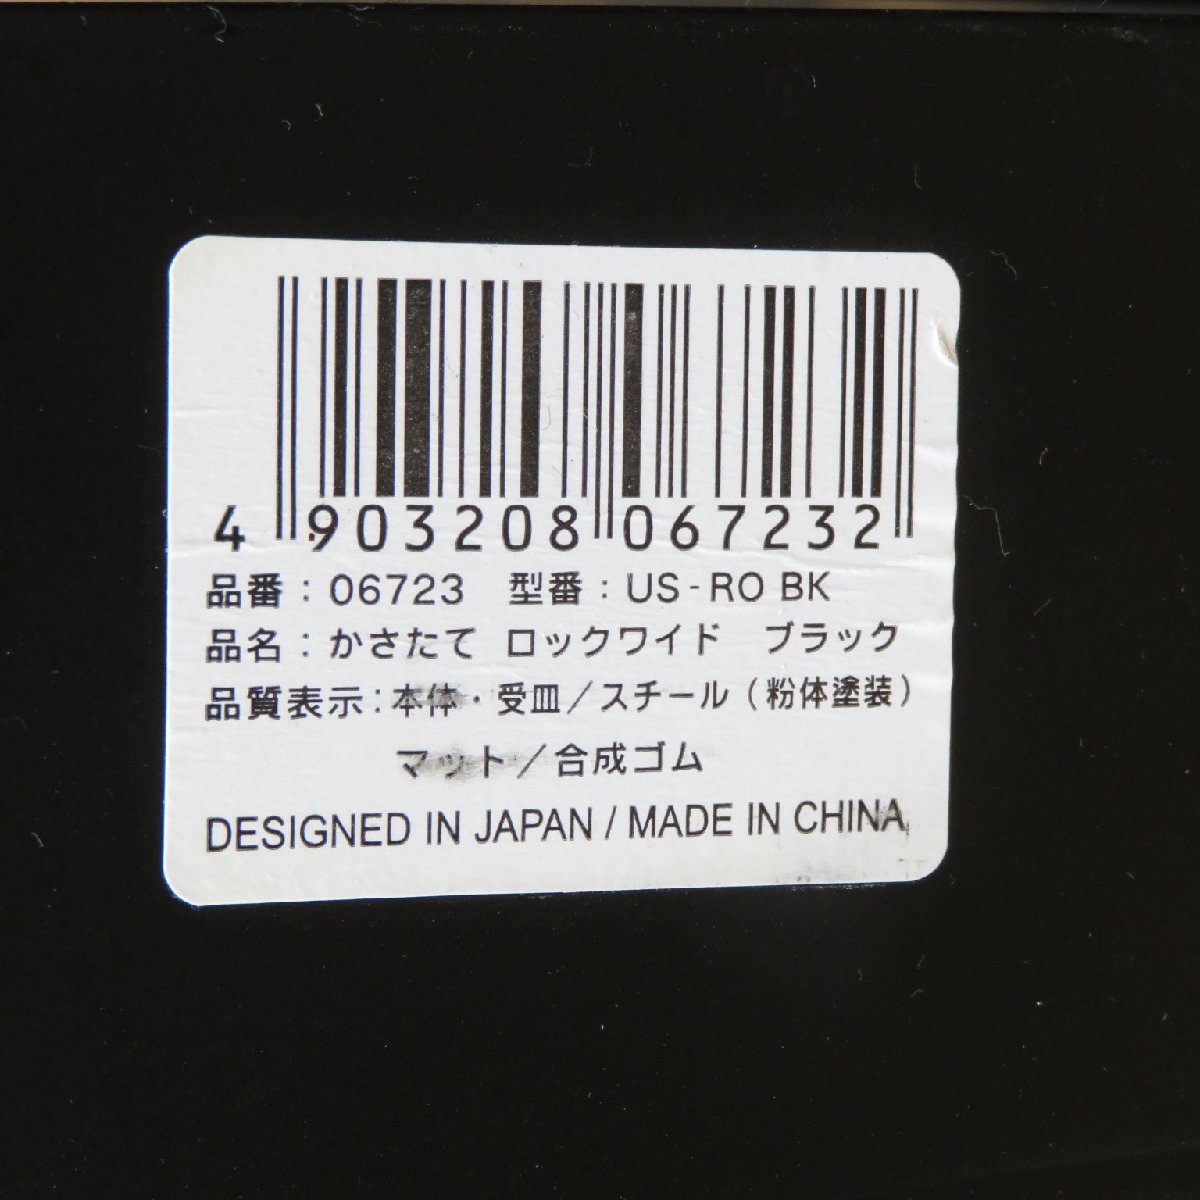 4 903208 067232
品番：06723　型番：US-RO BK
品名：かさたて ロックワイド　ブラック
品質表示：本体・受皿／スチール（粉体塗装）
マット／合成ゴム
DESIGNED IN JAPAN / MADE IN CHINA